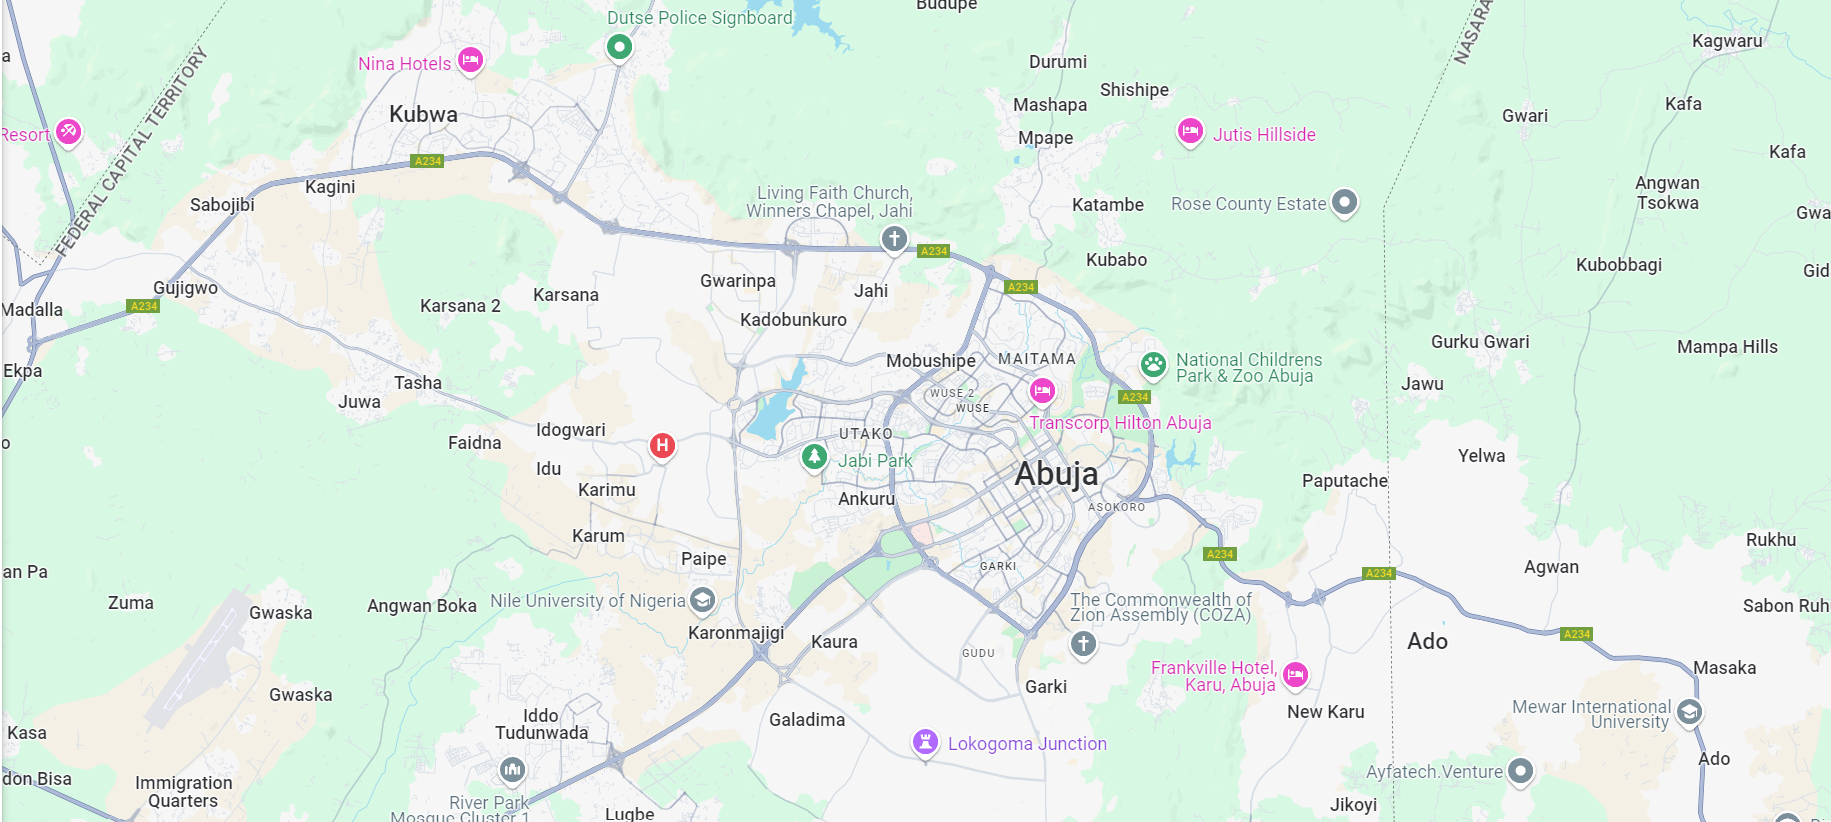 Budupe
Dutse Police Signboard
NASARA
Kagwaru
a
Nina Hotels
Durumi
Shishipe
Mashapa
Kafa
Kubwa
Gwari
Resort
Mpape
Jutis Hillside
Kafa
FEDERAL CAPITAL TERRITORY
A234
Kagini
Sabojibi
Living Faith Church,
Winners Chapel, Jahi
Katambe
Rose County Estate
Angwan
Tsokwa
Gwa
A234
Kubabo
Kubobbagi
Gid
Gujigwo
Gwarinpa
Jahi
A234
Karsana
Karsana 2
A234
Madalla
Kadobunkuro
Gurku Gwari
Mampa Hills
Mobushipe
MAITAMA
National Childrens
Park & Zoo Abuja
Ekpa
Tasha
Jawu
WUSE 2
WUSE
A234
Juwa
Transcorp Hilton Abuja
Idogwari
UTAKO
o
Faidna
H
Jabi Park
Yelwa
Idu
Abuja
Paputache
Karimu
Ankuru
ASOKORO
Karum
Rukhu
Paipe
A234
GARKI
Agwan
an Pa
A234
Zuma
Gwaska
Angwan Boka
Nile University of Nigeria
The Commonwealth of
Zion Assembly (COZA)
Sabon Ruh
Karonmajigi
Kaura
A234
Ado
GUDU
Frankville Hotel,
Karu, Abuja
Masaka
Gwaska
Garki
Iddo
Tudunwada
Galadima
New Karu
Mewar International
University
Kasa
Lokogoma Junction
Ado
don Bisa
Immigration
Quarters
Ayfatech.Venture
River Park
Mosque Cluster 1
Lugbe
Jikoyi